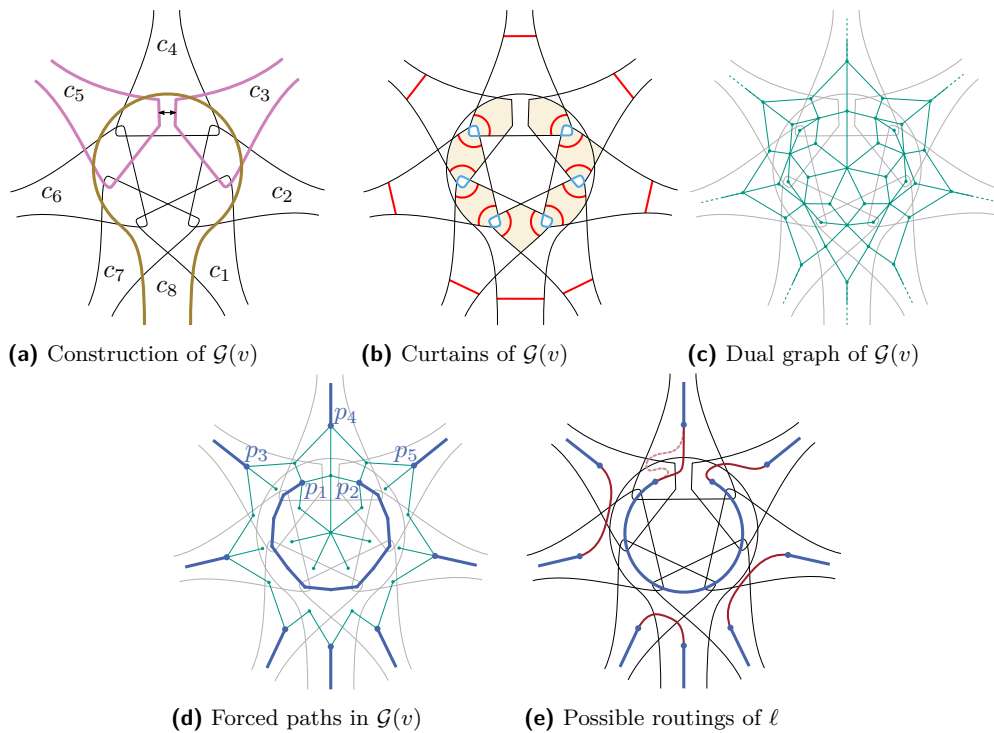 c4
c5
c3
c6
c2
c7
c8
c1
(a) Construction of 𝒢(v)
(b) Curtains of 𝒢(v)
(c) Dual graph of 𝒢(v)
p4
p3
p5
p1
p2
(d) Forced paths in 𝒢(v)
(e) Possible routings of ℓ